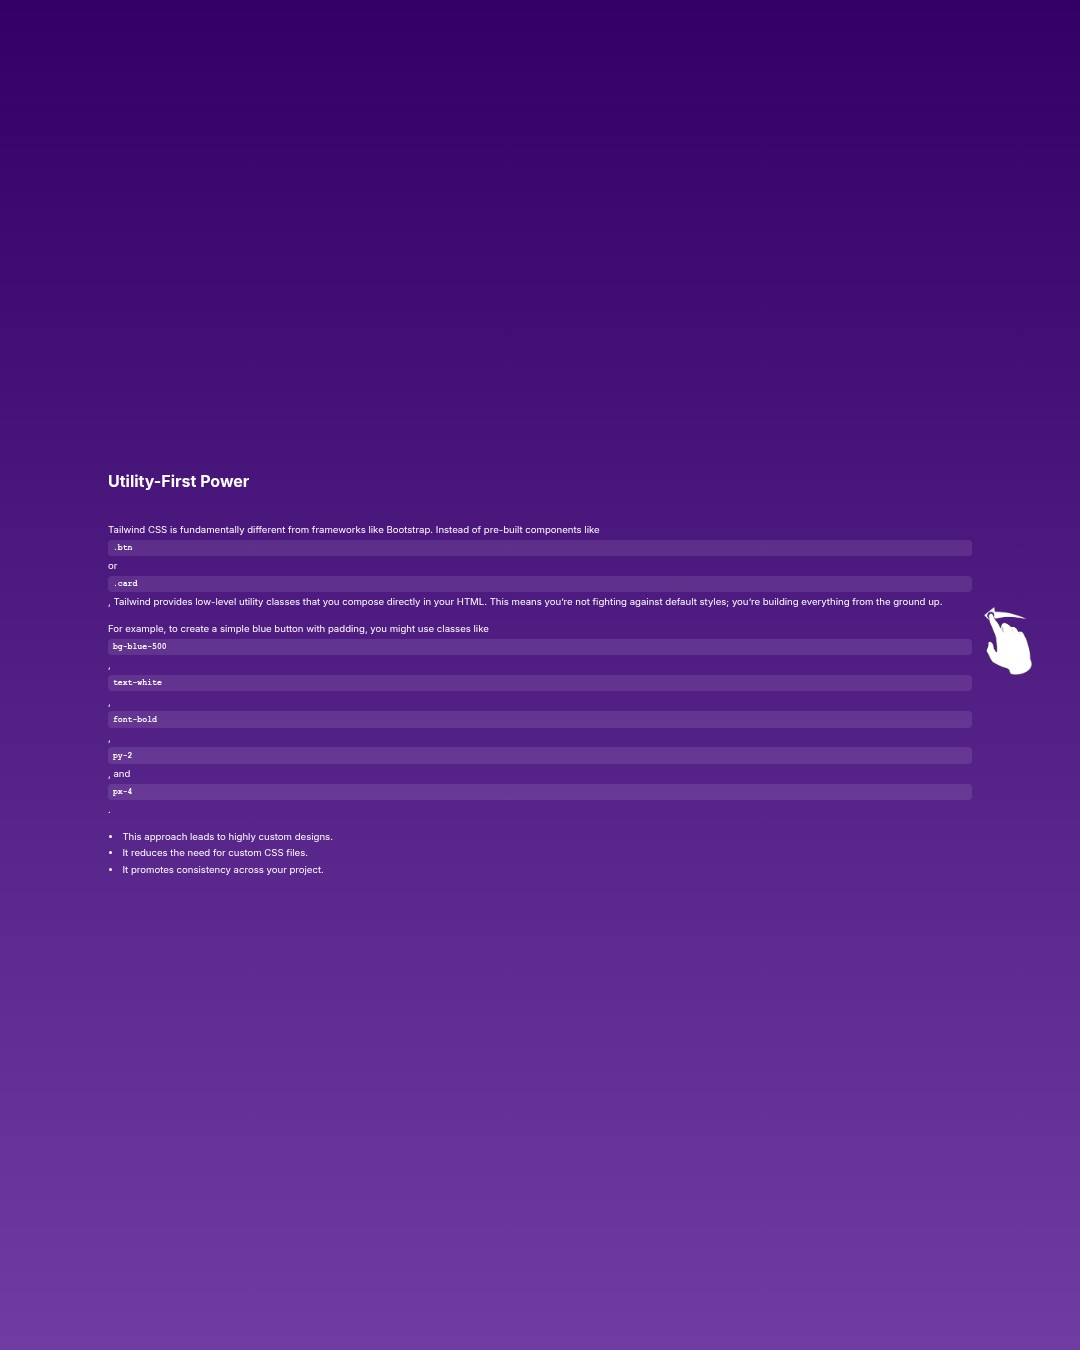 Utility-First Power
Tailwind CSS is fundamentally different from frameworks like Bootstrap. Instead of pre-built components like
.btn
or
.card
, Tailwind provides low-level utility classes that you compose directly in your HTML. This means you're not fighting against default styles; you're building everything from the ground up.
For example, to create a simple blue button with padding, you might use classes like
bg-blue-500
,
text-white
,
font-bold
,
py-2
, and
px-4
.
• This approach leads to highly custom designs.
• It reduces the need for custom CSS files.
• It promotes consistency across your project.